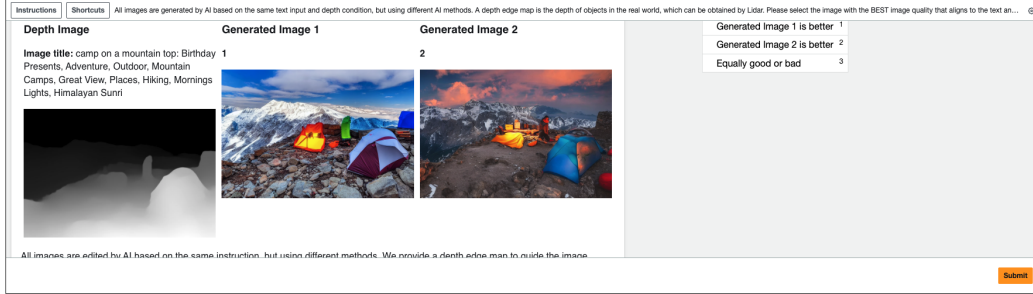 Instructions Shortcuts All images are generated by AI based on the same text input and depth condition, but using different AI methods. A depth edge map is the depth of objects in the real world, which can be obtained by Lidar. Please select the image with the BEST image quality that aligns to the text an...
Depth Image Generated Image 1 Generated Image 2
Image title: camp on a mountain top: Birthday 1 2
Presents, Adventure, Outdoor, Mountain
Camps, Great View, Places, Hiking, Mornings
Lights, Himalayan Sunri
All images are edited by AI based on the same instruction, but using different methods. We provide a depth edge map to guide the image
Generated Image 1 is better 1
Generated Image 2 is better 2
Equally good or bad 3
Submit